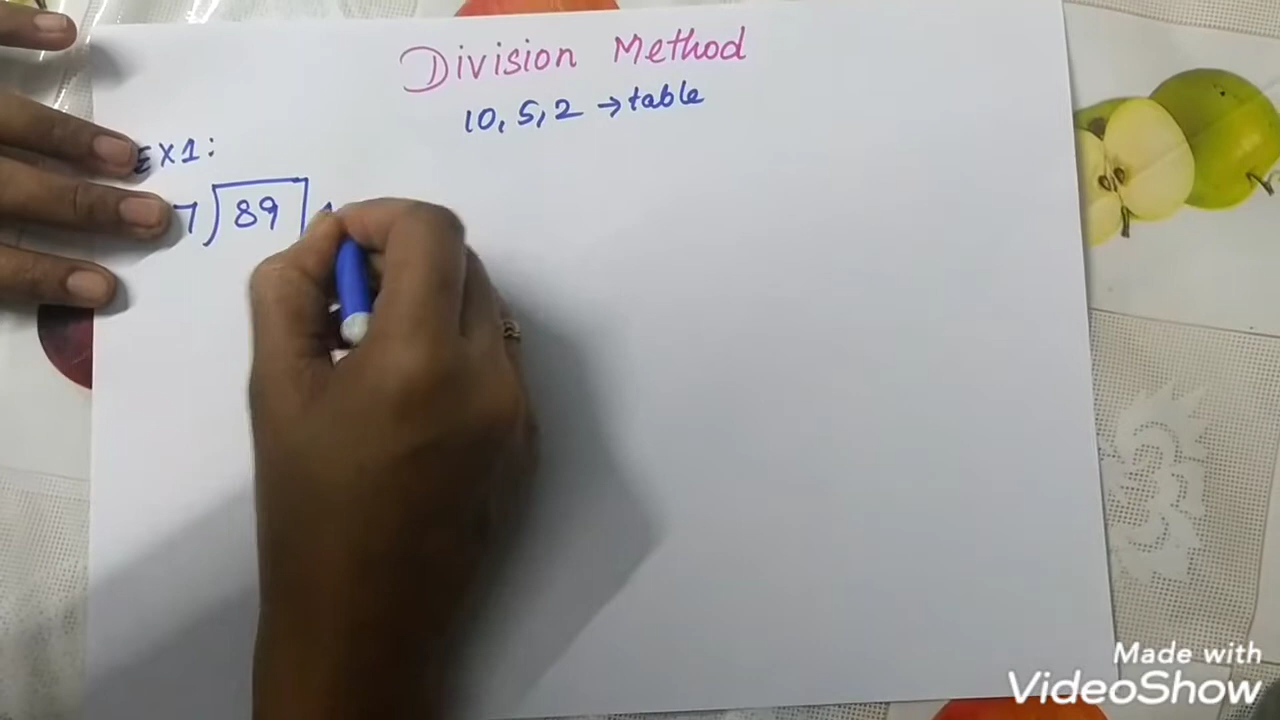 Division Method
10, 5, 2 → table
EX1:
7) 89
Made with
VideoShow